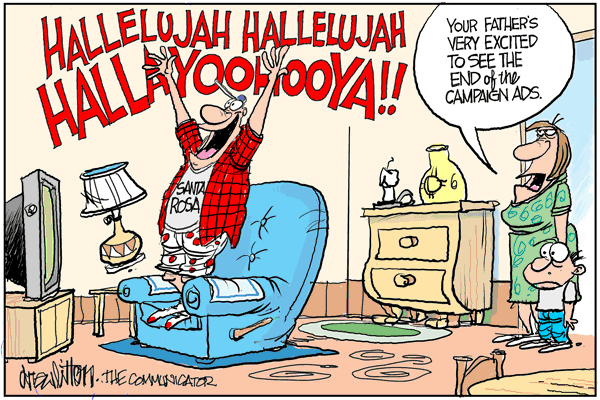 HALLELUJAH HALLELUJAH
HALLAYOOHOOYA!!
YOUR FATHER'S
VERY EXCITED
TO SEE THE
END of the
CAMPAIGN ADS.
SANTA
ROSA
THE COMMUNICATOR